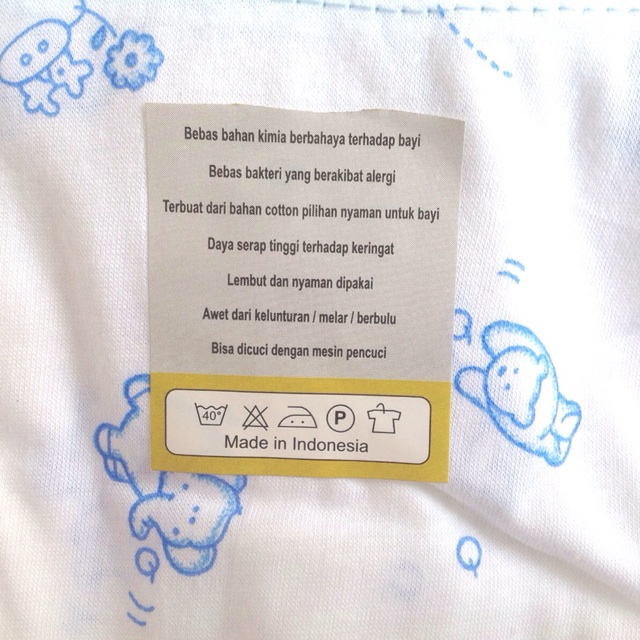 Bebas bahan kimia berbahaya terhadap bayi
Bebas bakteri yang berakibat alergi
Terbuat dari bahan cotton pilihan nyaman untuk bayi
Daya serap tinggi terhadap keringat
Lembut dan nyaman dipakai
Awet dari kelunturan / melar / berbulu
Bisa dicuci dengan mesin pencuci
40° P
Made in Indonesia